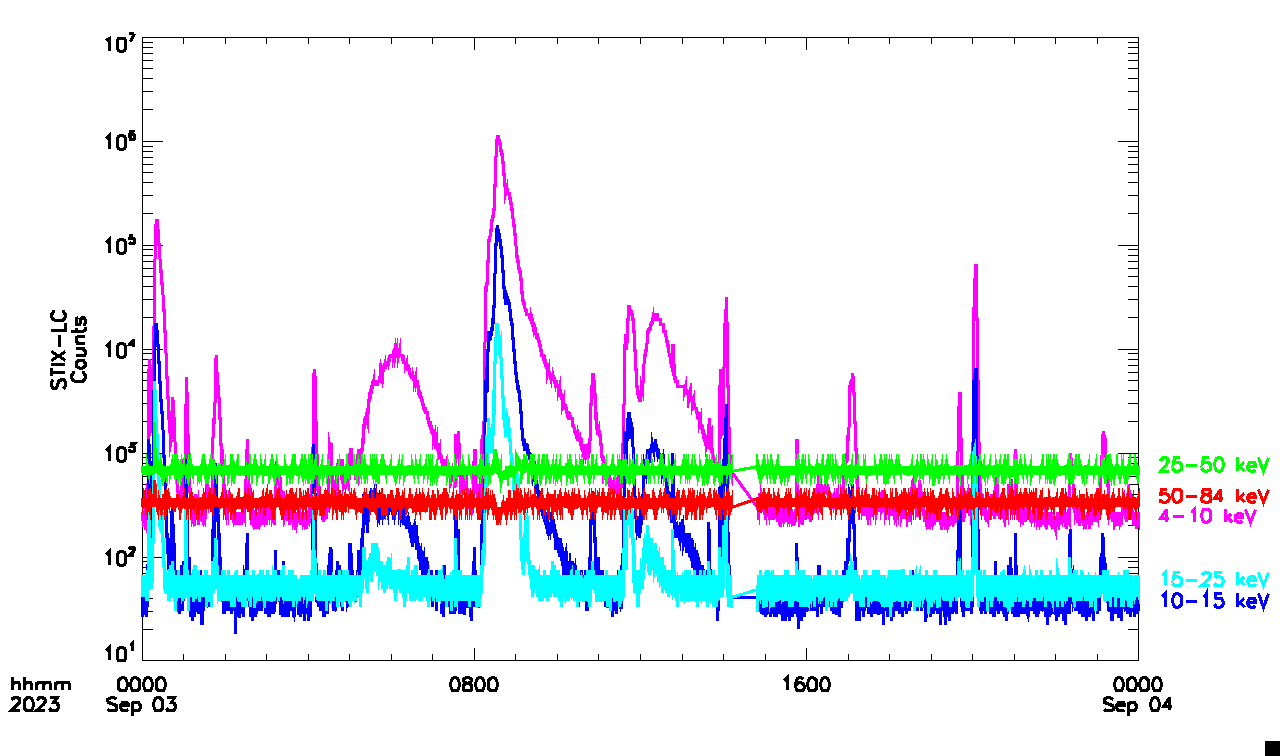 10⁷
10⁶
10⁵
10⁴
10³
10²
10¹
STIX-LC
Counts
25-50 keV
50-84 keV
4-10 keV
15-25 keV
10-15 keV
hhmm 0000 0800 1600 0000
2023 Sep 03 Sep 04